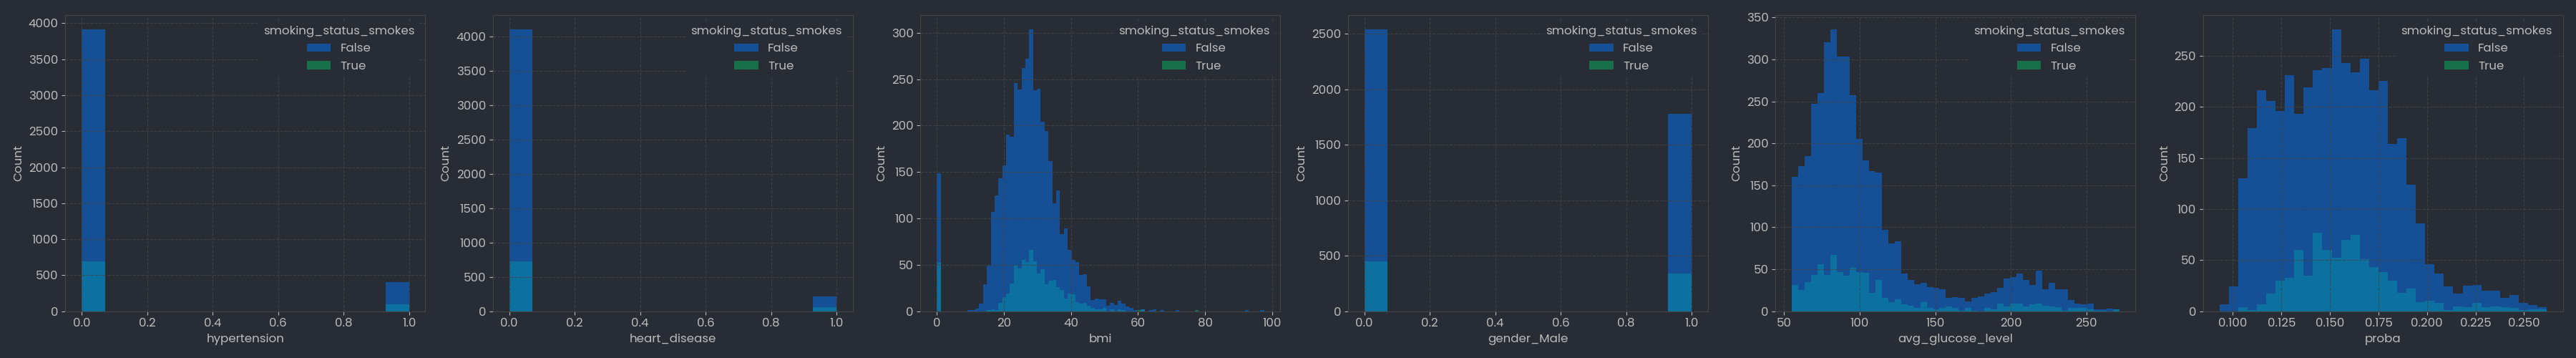 smoking_status_smokes
False
True
Count
4000
3500
3000
2500
2000
1500
1000
500
0
0.0 0.2 0.4 0.6 0.8 1.0
hypertension
smoking_status_smokes
False
True
Count
4000
3500
3000
2500
2000
1500
1000
500
0
0.0 0.2 0.4 0.6 0.8 1.0
heart_disease
smoking_status_smokes
False
True
Count
300
250
200
150
100
50
0
0 20 40 60 80 100
bmi
smoking_status_smokes
False
True
Count
2500
2000
1500
1000
500
0
0.0 0.2 0.4 0.6 0.8 1.0
gender_Male
smoking_status_smokes
False
True
Count
350
300
250
200
150
100
50
0
50 100 150 200 250
avg_glucose_level
smoking_status_smokes
False
True
Count
250
200
150
100
50
0
0.100 0.125 0.150 0.175 0.200 0.225 0.250
proba